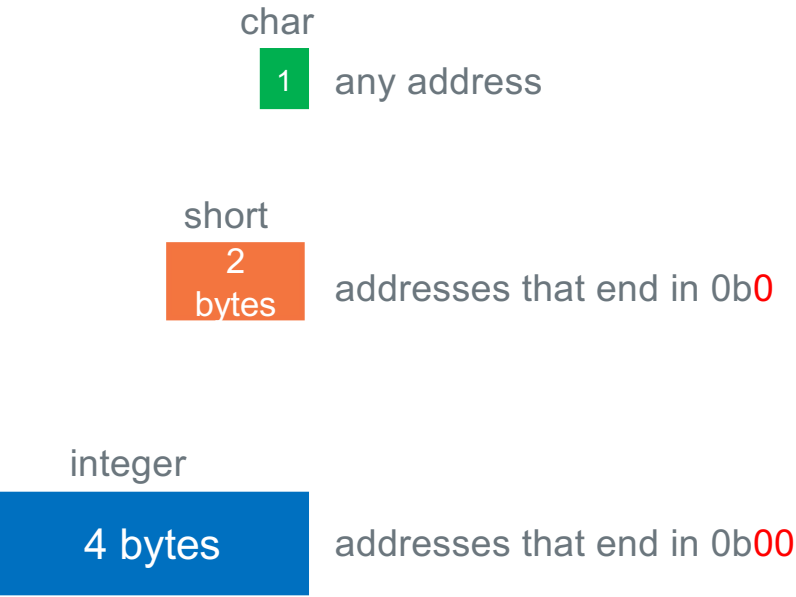 char
1
any address
short
2
bytes
addresses that end in 0b0
integer
4 bytes
addresses that end in 0b00